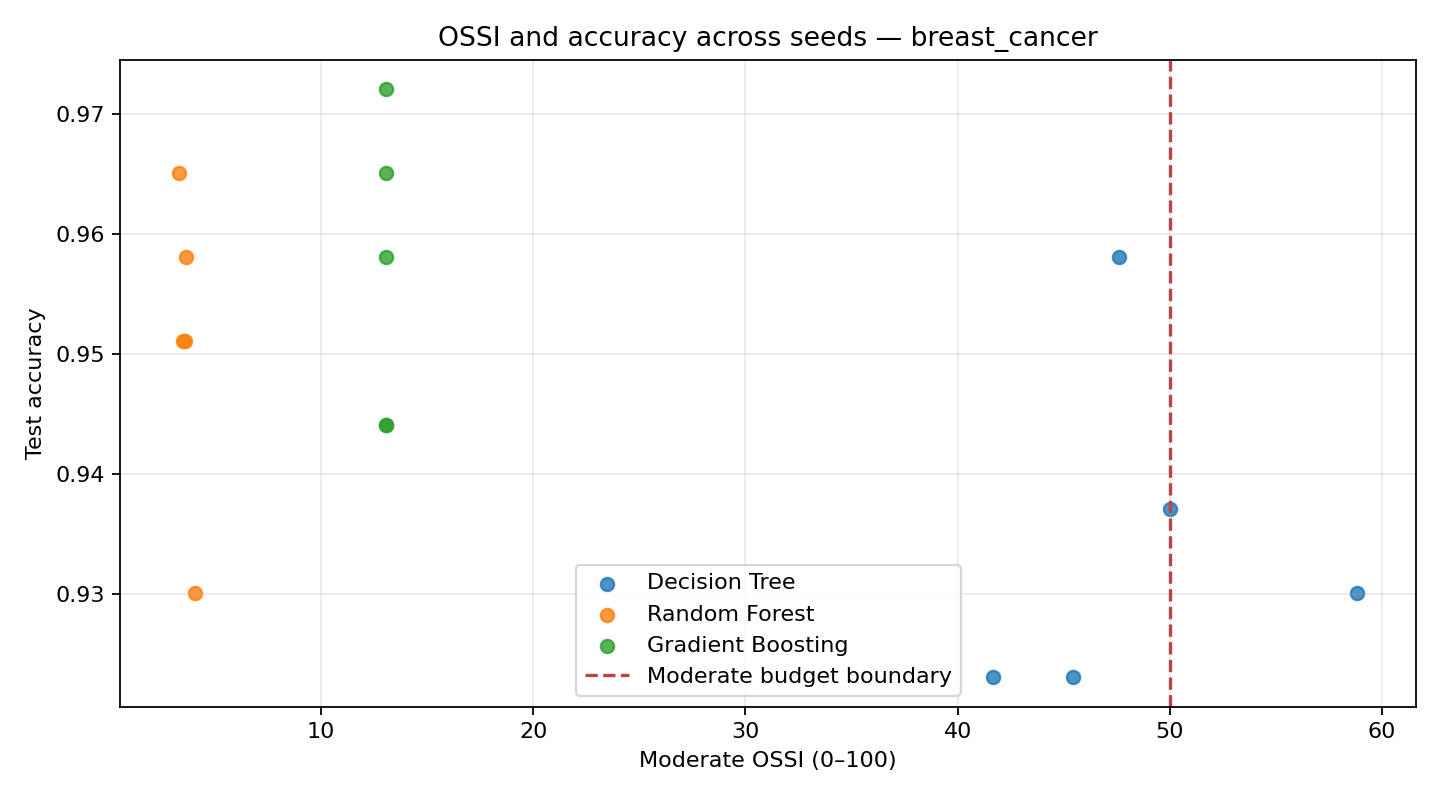 OSSI and accuracy across seeds — breast_cancer
Test accuracy
0.97
0.96
0.95
0.94
0.93
Decision Tree
Random Forest
Gradient Boosting
Moderate budget boundary
10 20 30 40 50 60
Moderate OSSI (0–100)